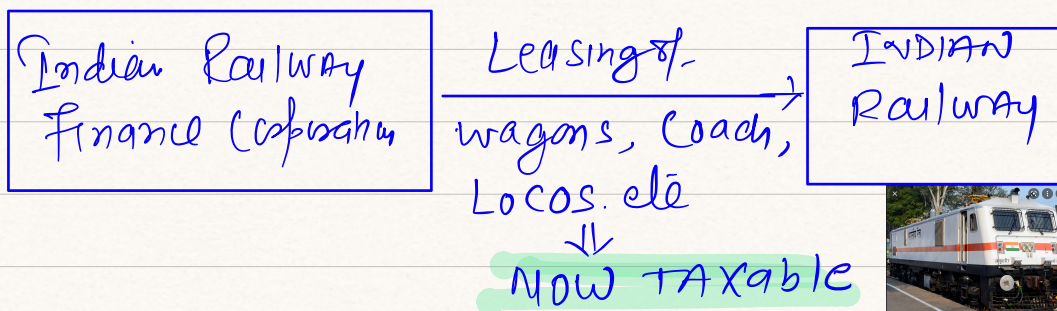 Indian Railway
Finance Corporation
Leasing of
wagons, Coach,
Locos. etc
NOW TAXable
INDIAN
RailwAy